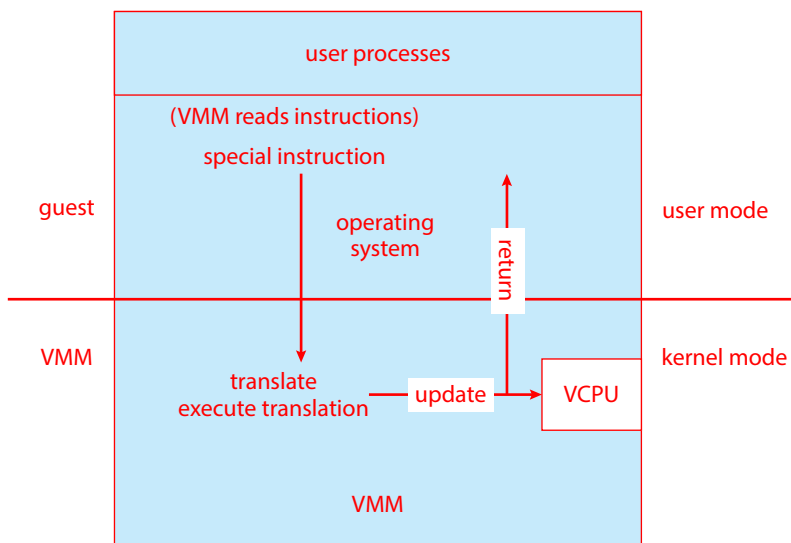 user processes
(VMM reads instructions)
special instruction
guest
operating
system
return
user mode
VMM
kernel mode
translate
execute translation
update
VCPU
VMM